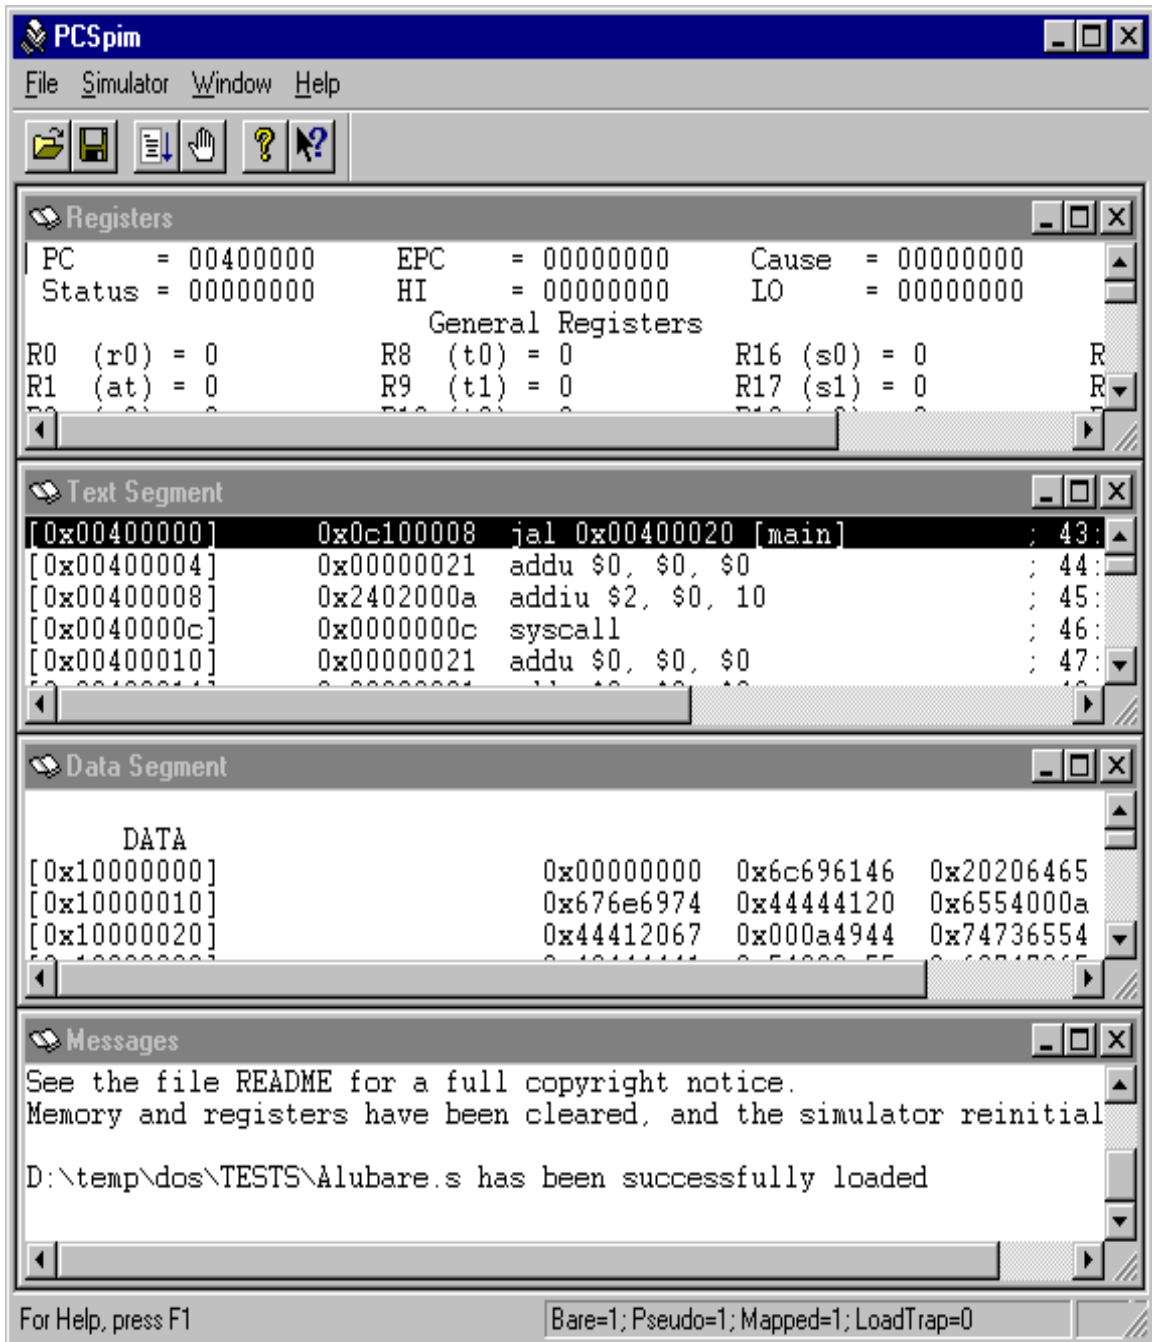 PCSpim
File Simulator Window Help
Registers
PC = 00400000 EPC = 00000000 Cause = 00000000
Status = 00000000 HI = 00000000 LO = 00000000
General Registers
R0 (r0) = 0 R8 (t0) = 0 R16 (s0) = 0 R
R1 (at) = 0 R9 (t1) = 0 R17 (s1) = 0 R
Text Segment
[0x00400000] 0x0c100008 jal 0x00400020 [main] ; 43:
[0x00400004] 0x00000021 addu $0, $0, $0 ; 44:
[0x00400008] 0x2402000a addiu $2, $0, 10 ; 45:
[0x0040000c] 0x0000000c syscall ; 46:
[0x00400010] 0x00000021 addu $0, $0, $0 ; 47:
Data Segment
DATA
[0x10000000] 0x00000000 0x6c696146 0x20206465
[0x10000010] 0x676e6974 0x44444120 0x6554000a
[0x10000020] 0x44412067 0x000a4944 0x74736554
Messages
See the file README for a full copyright notice.
Memory and registers have been cleared, and the simulator reinitial
D:\temp\dos\TESTS\Alubare.s has been successfully loaded
For Help, press F1 Bare=1; Pseudo=1; Mapped=1; LoadTrap=0